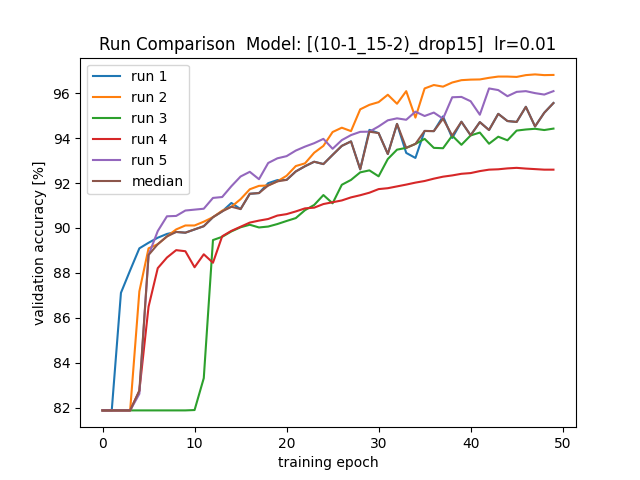 Run Comparison  Model: [(10-1_15-2)_drop15]  lr=0.01
run 1
run 2
run 3
run 4
run 5
median
validation accuracy [%]
96
94
92
90
88
86
84
82
0 10 20 30 40 50
training epoch